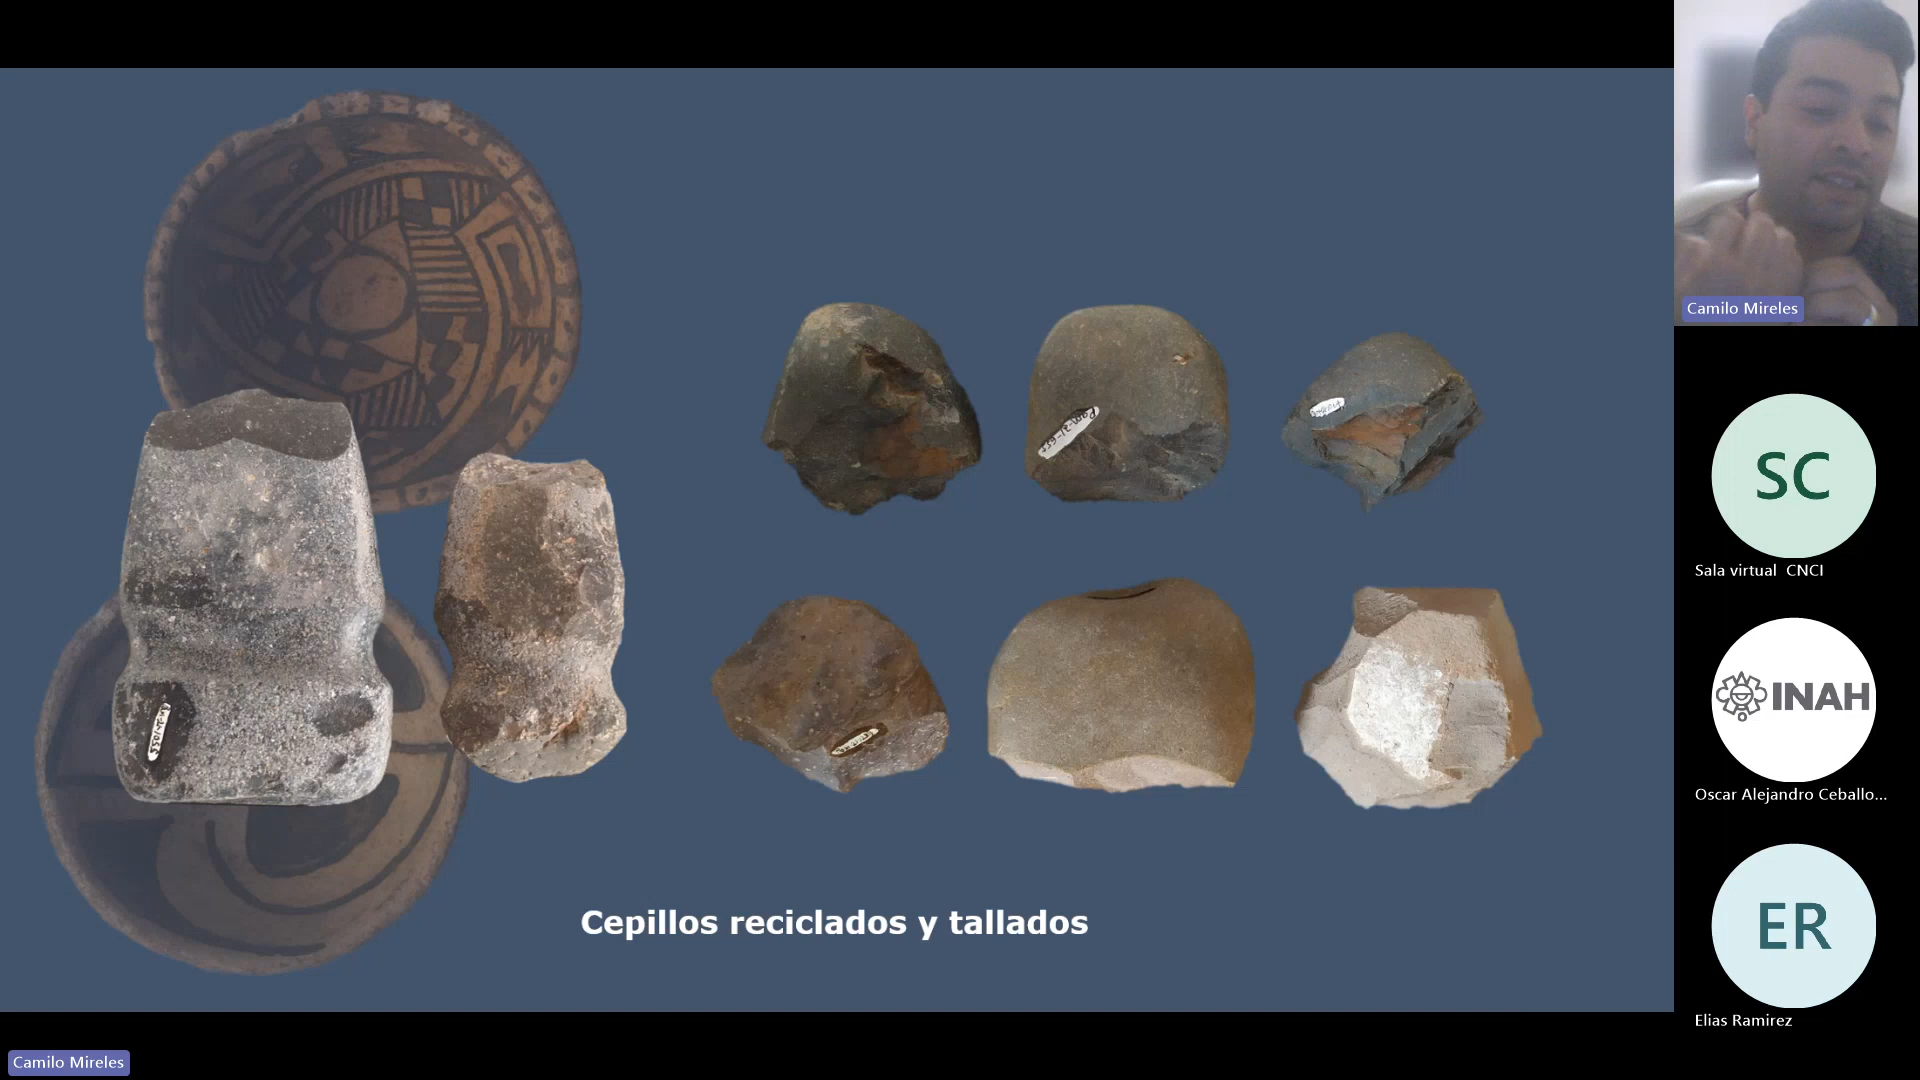 Cepillos reciclados y tallados
Camilo Mireles
SC
Sala virtual CNCI
INAH
Oscar Alejandro Ceballo...
ER
Elias Ramirez
Camilo Mireles